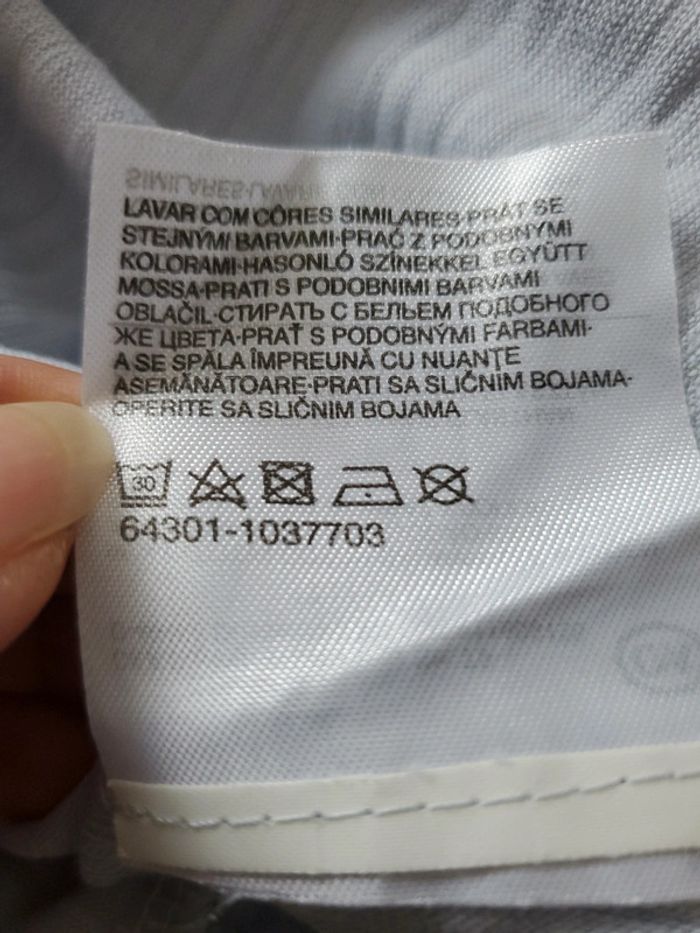 LAVAR COM CÔRES SIMILARES·PRÁT SE
STEJNÝMI BARVAMI·PRAĆ Z PODOBNYMI
KOLORAMI·HASONLÓ SZÍNEKKEL EGYÜTT
MOSSA·PRATI S PODOBNIMI BARVAMI
OBLAČIL·СТИРАТЬ С БЕЛЬЕМ ПОДОБНОГО
ЖЕ ЦВЕТА·PRAŤ S PODOBNÝMI FARBAMI·
A SE SPĂLA ÎMPREUNĂ CU NUANŢE
ASEMĂNĂTOARE·PRATI SA SLIČNIM BOJAMA·
OPERITE SA SLIČNIM BOJAMA
30
64301-1037703